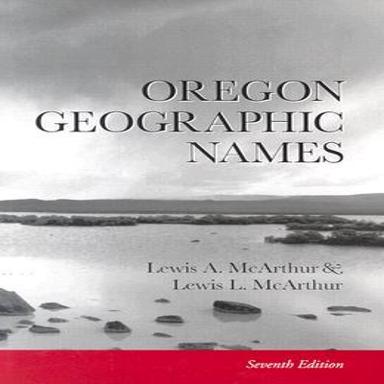 OREGON
GEOGRAPHIC
NAMES
Lewis A. McArthur &
Lewis L. McArthur
Seventh Edition